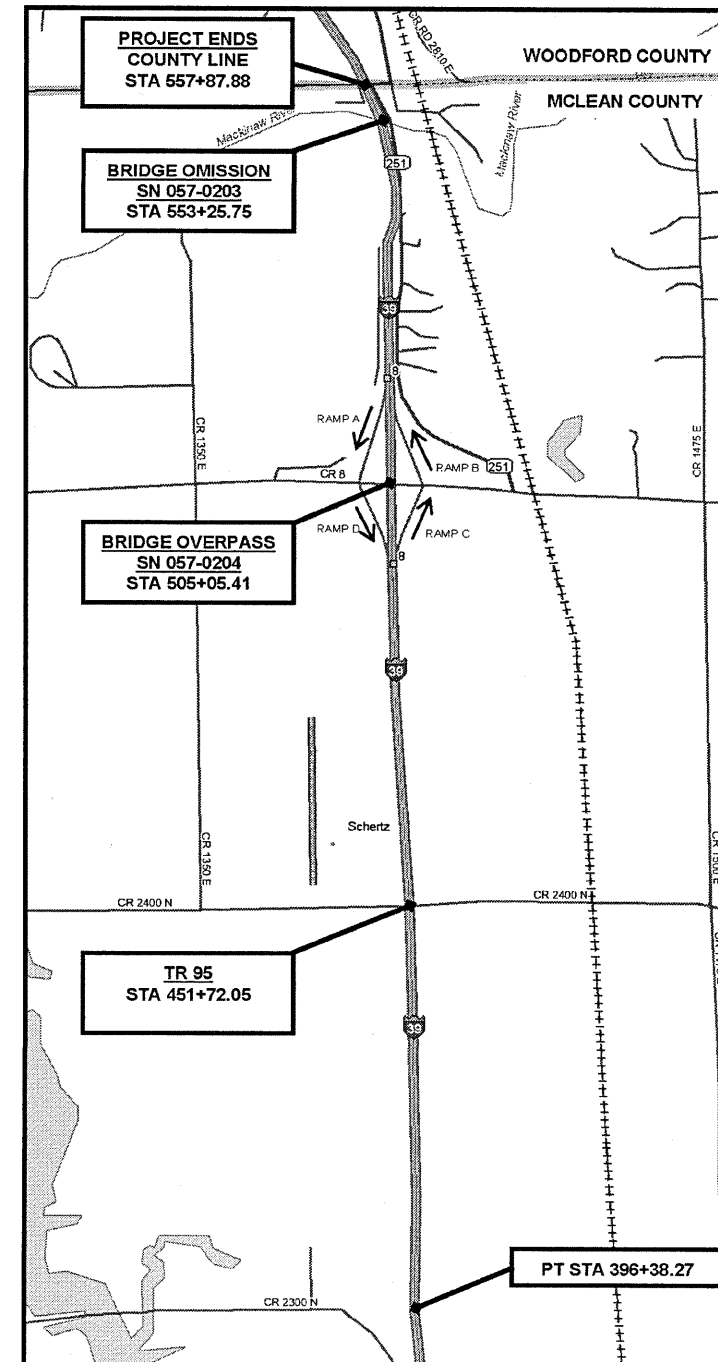 PROJECT ENDS
COUNTY LINE
STA 557+87.88
CR RD 2810 E
WOODFORD COUNTY
MCLEAN COUNTY
Mackinaw River
Mackinaw River
BRIDGE OMISSION
SN 057-0203
STA 553+25.75
251
39
8
RAMP A
CR 1350 E
CR 1475 E
RAMP B
251
CR 8
RAMP D
RAMP C
BRIDGE OVERPASS
SN 057-0204
STA 505+05.41
8
39
Schertz
CR 1350 E
CR 2400 N
CR 2400 N
TR 95
STA 451+72.05
39
PT STA 396+38.27
CR 2300 N